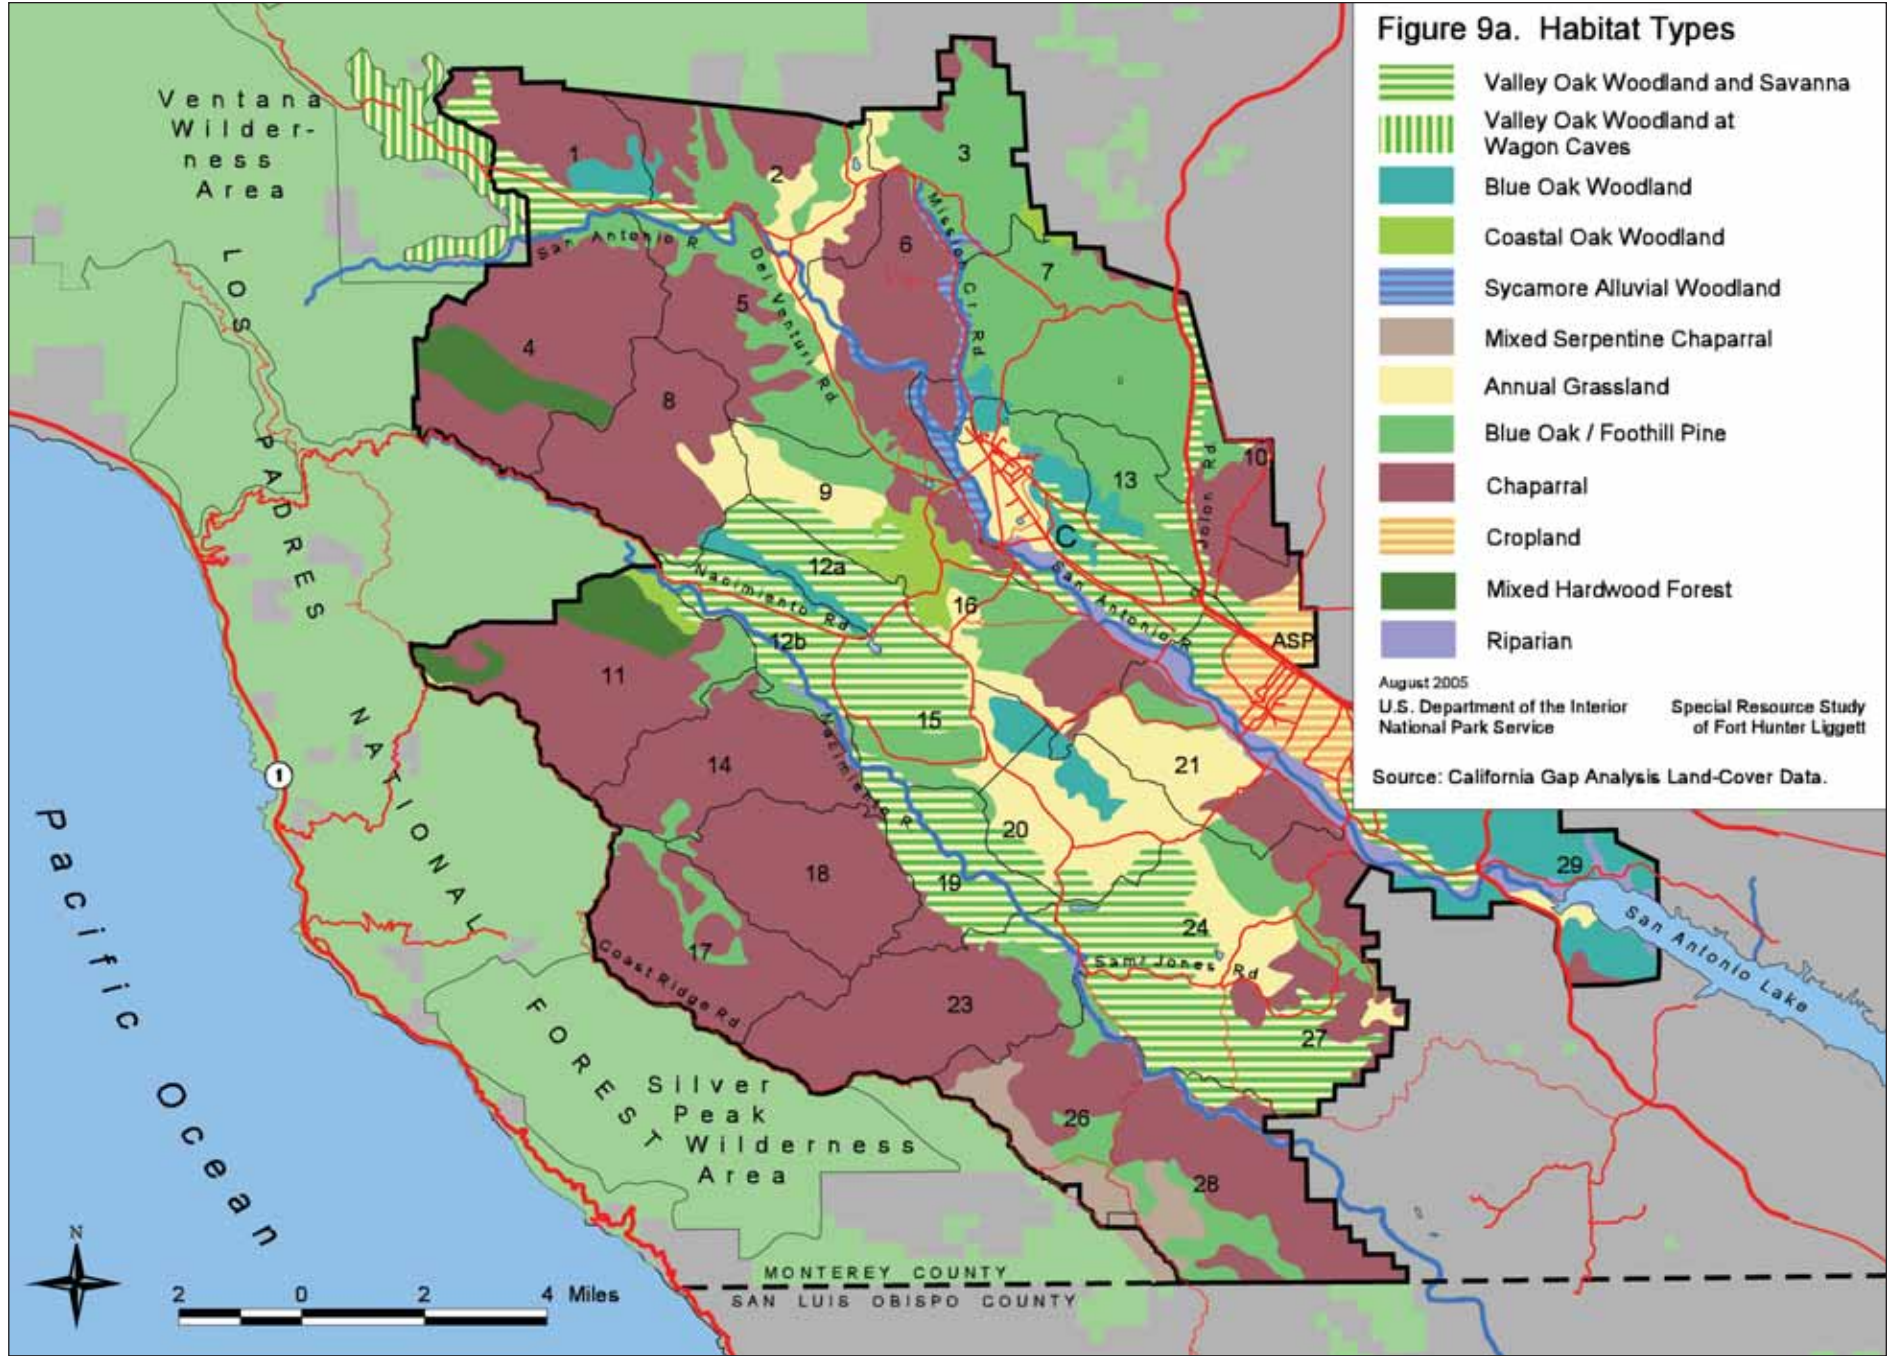 Figure 9a. Habitat Types
Valley Oak Woodland and Savanna
Valley Oak Woodland at
Wagon Caves
Blue Oak Woodland
Coastal Oak Woodland
Sycamore Alluvial Woodland
Mixed Serpentine Chaparral
Annual Grassland
Blue Oak / Foothill Pine
Chaparral
Cropland
Mixed Hardwood Forest
Riparian
August 2005
U.S. Department of the Interior
National Park Service
Special Resource Study
of Fort Hunter Liggett
Source: California Gap Analysis Land-Cover Data.
Ventana
Wilder-
ness
Area
LOS PADRES NATIONAL FOREST
Pacific Ocean
Silver
Peak
Wilderness
Area
San Antonio R
Del Venturi Rd
Mission Cr. Rd
Jolon Rd
Nacimiento Rd
San Antonio R
Nacimiento R
Coast Ridge Rd
Sam Jones Rd
San Antonio Lake
1
2
3
4
5
6
7
8
9
10
11
12a
12b
13
C
14
15
16
ASP
17
18
19
20
21
23
24
26
27
28
29
1
N
2 0 2 4 Miles
MONTEREY COUNTY
SAN LUIS OBISPO COUNTY